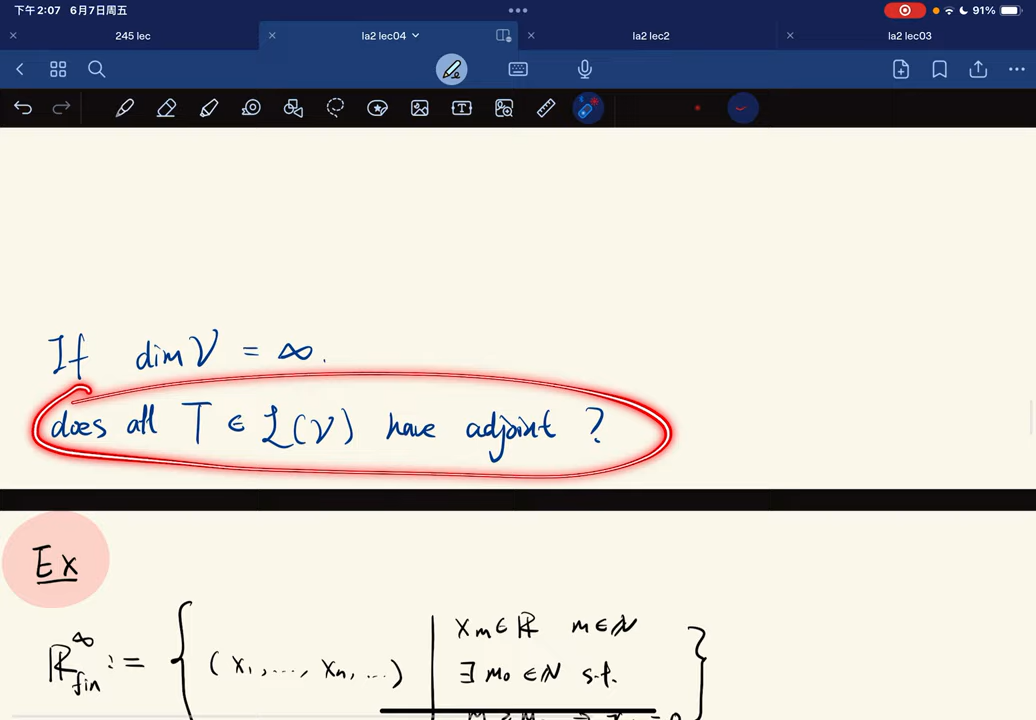 下午2:07 6月7日周五
91%
245 lec
la2 lec04
la2 lec2
la2 lec03
If dim V = ∞.
does all T ∈ L(V) have adjoint ?
Ex
ℝ^∞_fin := { (x₁, ..., xₙ, ...) | xₘ ∈ ℝ m ∈ ℕ
∃ m₀ ∈ ℕ s.t. }